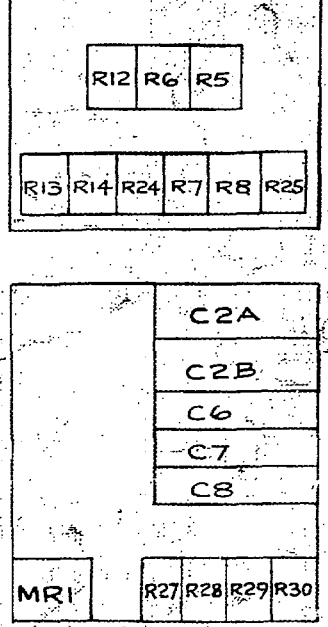 R12 R6 R5
R13 R14 R24 R7 R8 R25
C2A
C2B
C6
C7
C8
MR1 R27 R28 R29 R30